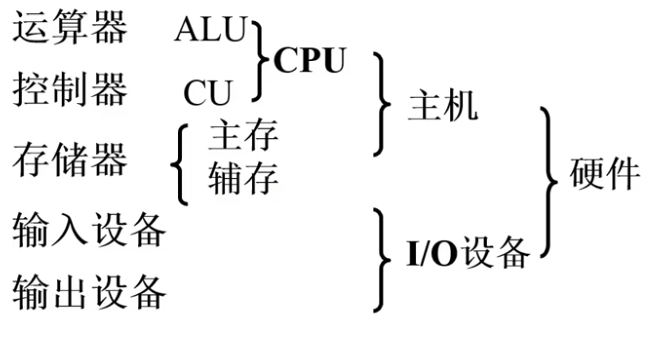 运算器 ALU
CPU
控制器 CU
主机
主存
存储器
辅存
硬件
输入设备
I/O设备
输出设备